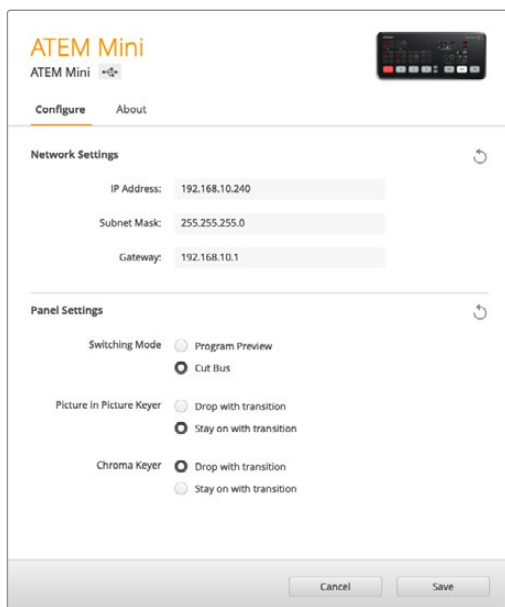 ATEM Mini
ATEM Mini
Configure About
Network Settings
IP Address: 192.168.10.240
Subnet Mask: 255.255.255.0
Gateway: 192.168.10.1
Panel Settings
Switching Mode Program Preview
Cut Bus
Picture in Picture Keyer Drop with transition
Stay on with transition
Chroma Keyer Drop with transition
Stay on with transition
Cancel Save